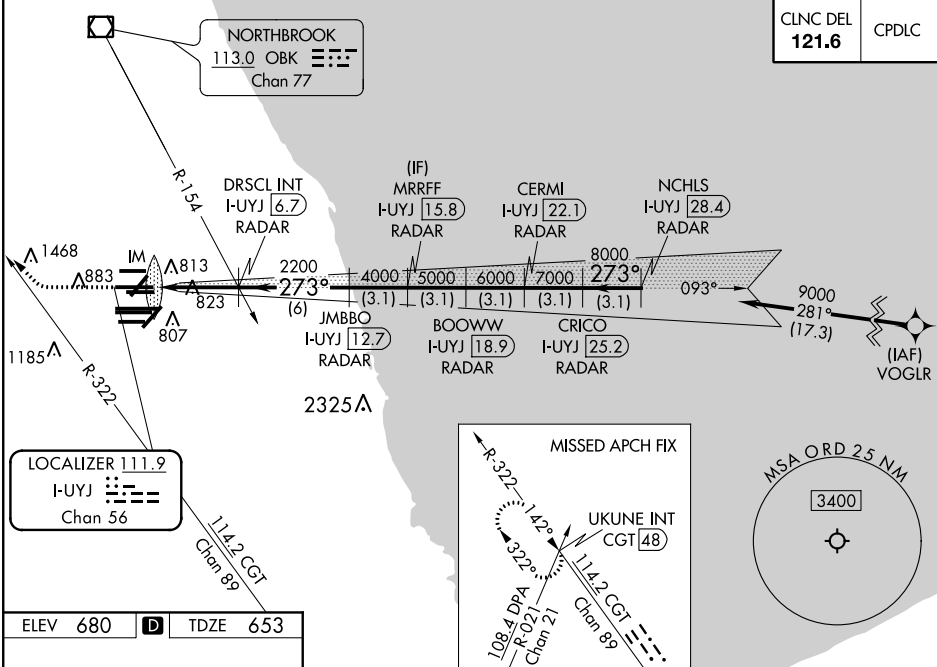 CLNC DEL
121.6
CPDLC
NORTHBROOK
113.0 OBK
Chan 77
R-154
DRSCL INT
I-UYJ 6.7
RADAR
(IF)
MRRFF
I-UYJ 15.8
RADAR
CERMI
I-UYJ 22.1
RADAR
NCHLS
I-UYJ 28.4
RADAR
1468
883
IM
813
823
807
2200
273°
(6)
4000
(3.1)
5000
(3.1)
6000
(3.1)
7000
(3.1)
8000
273°
(3.1)
093°
9000
281°
(17.3)
(IAF)
VOGLR
JMBBO
I-UYJ 12.7
RADAR
BOOWW
I-UYJ 18.9
RADAR
CRICO
I-UYJ 25.2
RADAR
1185
R-322
2325
LOCALIZER 111.9
I-UYJ
Chan 56
114.2 CGT
Chan 89
MISSED APCH FIX
R-322
142°
322°
UKUNE INT
CGT 48
114.2 CGT
Chan 89
108.4 DPA
R-021
Chan 21
MSA ORD 25 NM
3400
ELEV 680 D TDZE 653